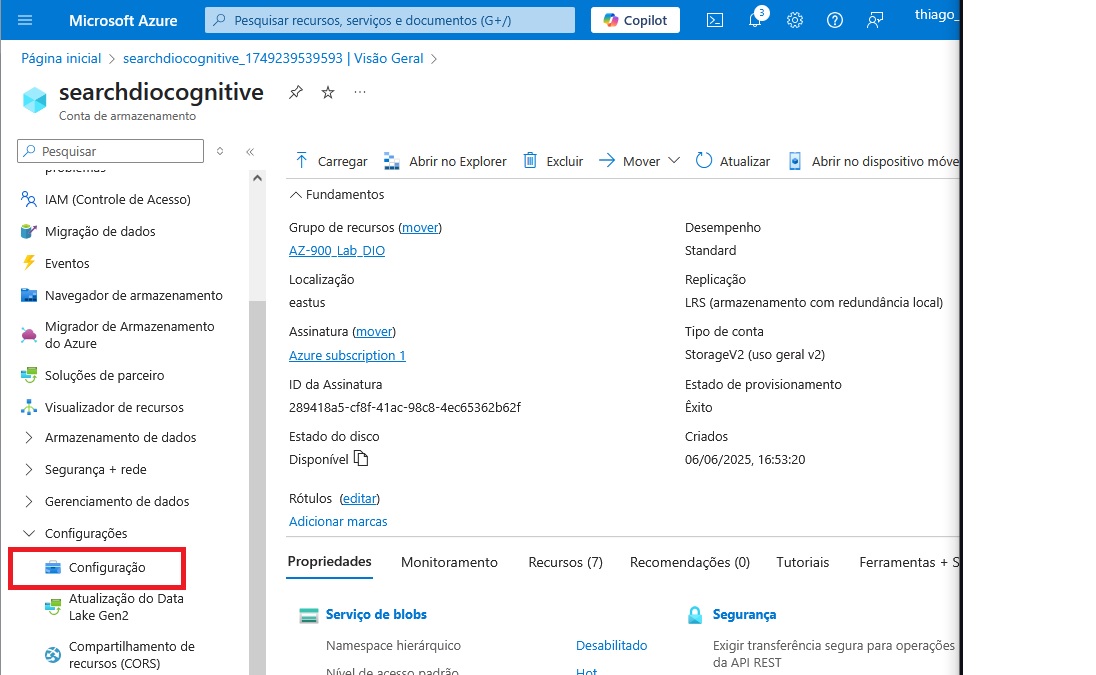 Microsoft Azure
Pesquisar recursos, serviços e documentos (G+/)
Copilot
3
thiago_
Página inicial > searchdiocognitive_1749239539593 | Visão Geral >
searchdiocognitive
...
Conta de armazenamento
Pesquisar
problemas
IAM (Controle de Acesso)
Migração de dados
Eventos
Navegador de armazenamento
Migrador de Armazenamento
do Azure
Soluções de parceiro
Visualizador de recursos
Armazenamento de dados
Segurança + rede
Gerenciamento de dados
Configurações
Configuração
Atualização do Data
Lake Gen2
Compartilhamento de
recursos (CORS)
Carregar
Abrir no Explorer
Excluir
Mover
Atualizar
Abrir no dispositivo móve
Fundamentos
Grupo de recursos (mover)
AZ-900_Lab_DIO
Localização
eastus
Assinatura (mover)
Azure subscription 1
ID da Assinatura
289418a5-cf8f-41ac-98c8-4ec65362b62f
Estado do disco
Disponível
Desempenho
Standard
Replicação
LRS (armazenamento com redundância local)
Tipo de conta
StorageV2 (uso geral v2)
Estado de provisionamento
Êxito
Criados
06/06/2025, 16:53:20
Rótulos (editar)
Adicionar marcas
Propriedades
Monitoramento
Recursos (7)
Recomendações (0)
Tutoriais
Ferramentas + S
Serviço de blobs
Namespace hierárquico
Desabilitado
Nível de acesso padrão
Hot
Segurança
Exigir transferência segura para operações
da API REST